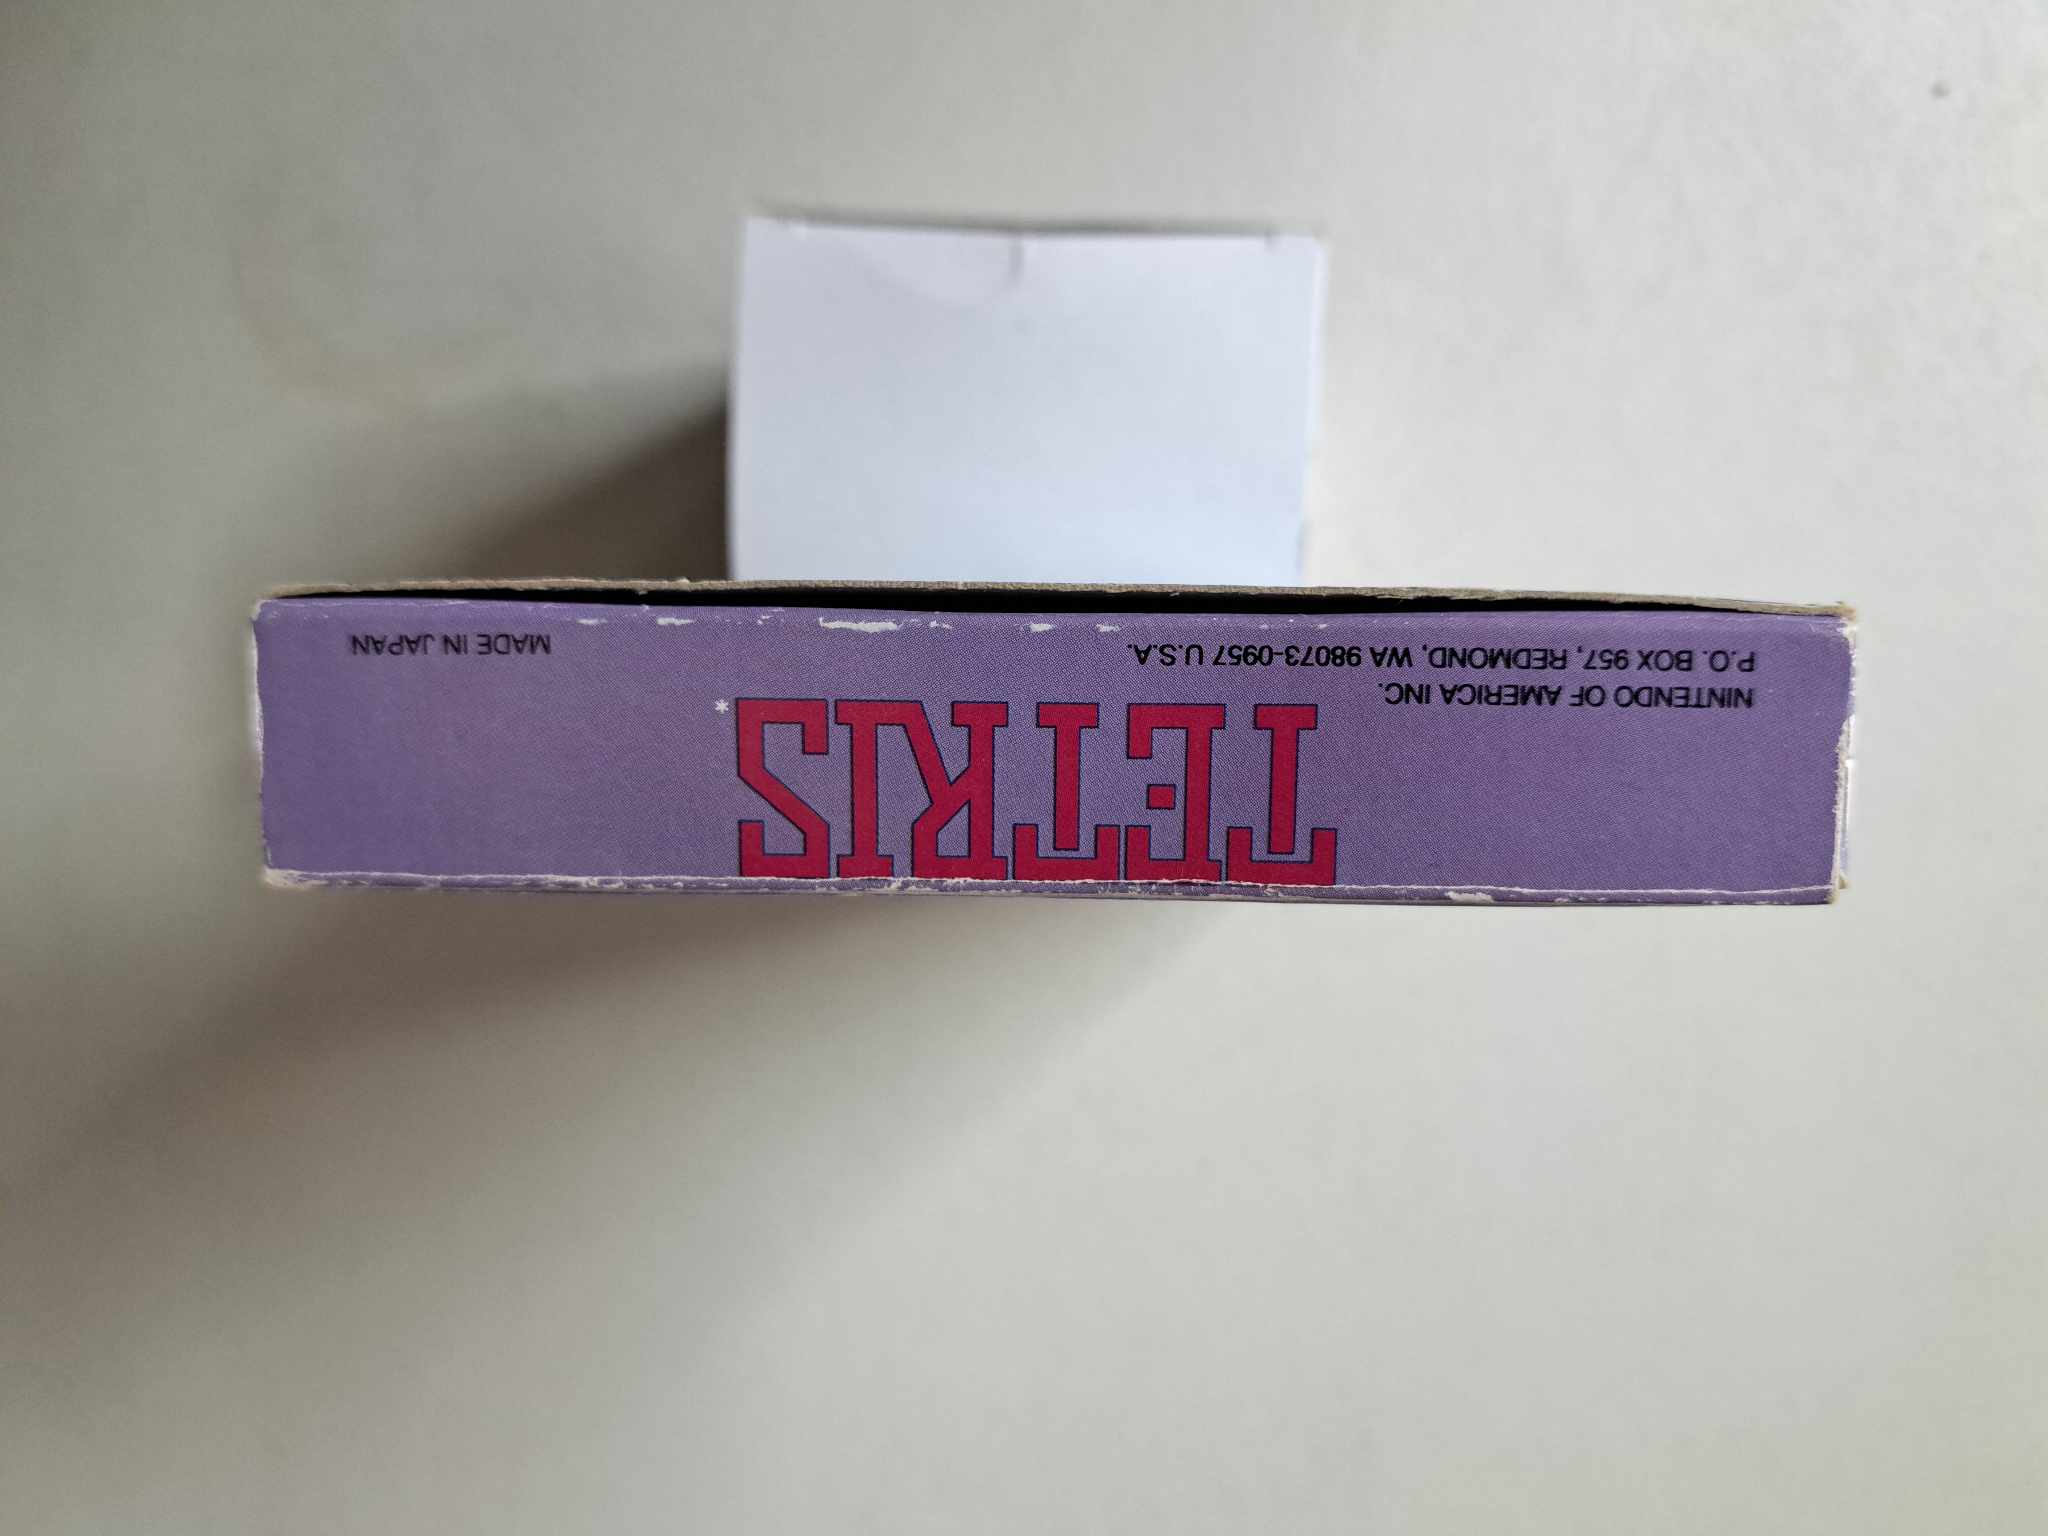 TETRIS*
NINTENDO OF AMERICA INC.
P.O. BOX 957, REDMOND, WA 98073-0957 U.S.A.
MADE IN JAPAN